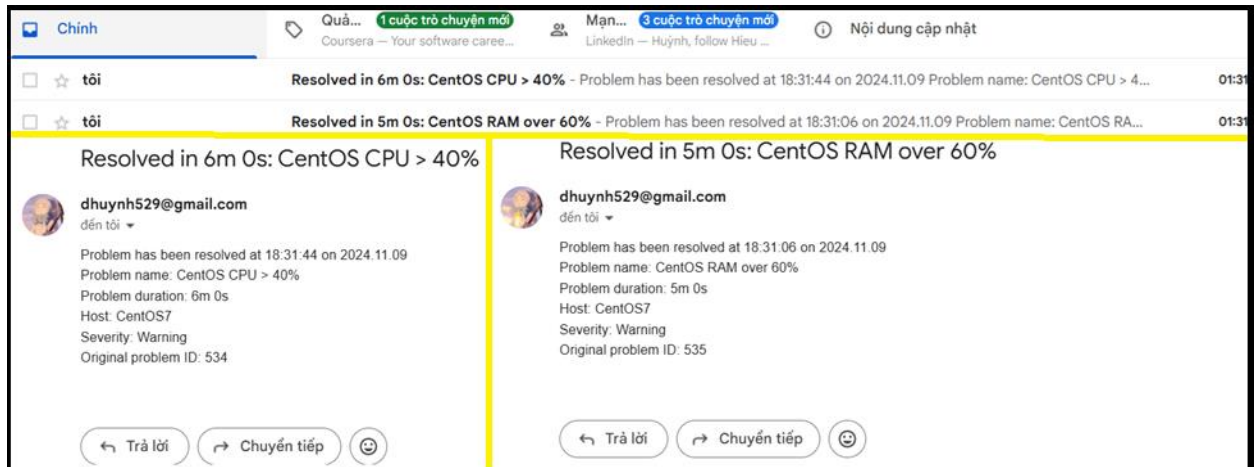 Chính
Quả... 1 cuộc trò chuyện mới
Coursera — Your software caree...
Mạn... 3 cuộc trò chuyện mới
LinkedIn — Huỳnh, follow Hieu ...
Nội dung cập nhật
tôi Resolved in 6m 0s: CentOS CPU > 40% - Problem has been resolved at 18:31:44 on 2024.11.09 Problem name: CentOS CPU > 4... 01:31
tôi Resolved in 5m 0s: CentOS RAM over 60% - Problem has been resolved at 18:31:06 on 2024.11.09 Problem name: CentOS RA... 01:31
Resolved in 6m 0s: CentOS CPU > 40%
dhuynh529@gmail.com
đến tôi
Problem has been resolved at 18:31:44 on 2024.11.09
Problem name: CentOS CPU > 40%
Problem duration: 6m 0s
Host: CentOS7
Severity: Warning
Original problem ID: 534
Trả lời
Chuyển tiếp
Resolved in 5m 0s: CentOS RAM over 60%
dhuynh529@gmail.com
đến tôi
Problem has been resolved at 18:31:06 on 2024.11.09
Problem name: CentOS RAM over 60%
Problem duration: 5m 0s
Host: CentOS7
Severity: Warning
Original problem ID: 535
Trả lời
Chuyển tiếp